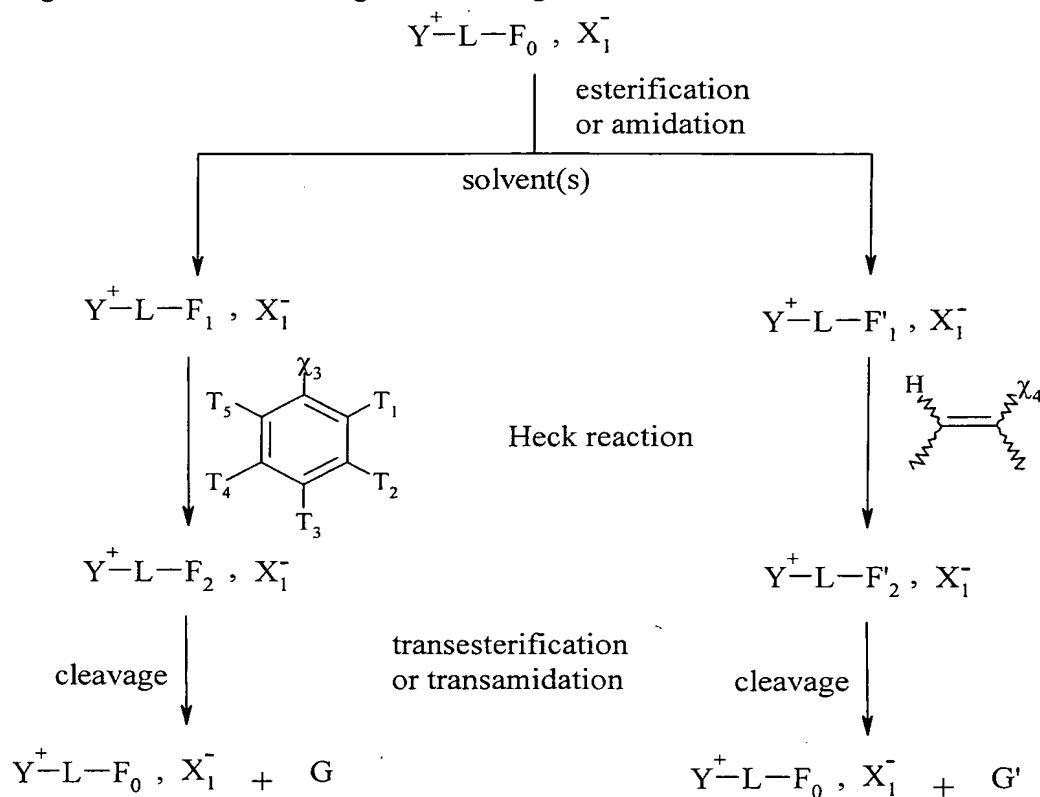 Y⁺–L–F₀ , X₁⁻
esterification
or amidation
solvent(s)
Y⁺–L–F₁ , X₁⁻
Y⁺–L–F'₁ , X₁⁻
χ₃
T₅
T₁
T₄
T₂
T₃
Heck reaction
H
χ₄
Y⁺–L–F₂ , X₁⁻
Y⁺–L–F'₂ , X₁⁻
cleavage
transesterification
or transamidation
cleavage
Y⁺–L–F₀ , X₁⁻ + G
Y⁺–L–F₀ , X₁⁻ + G'